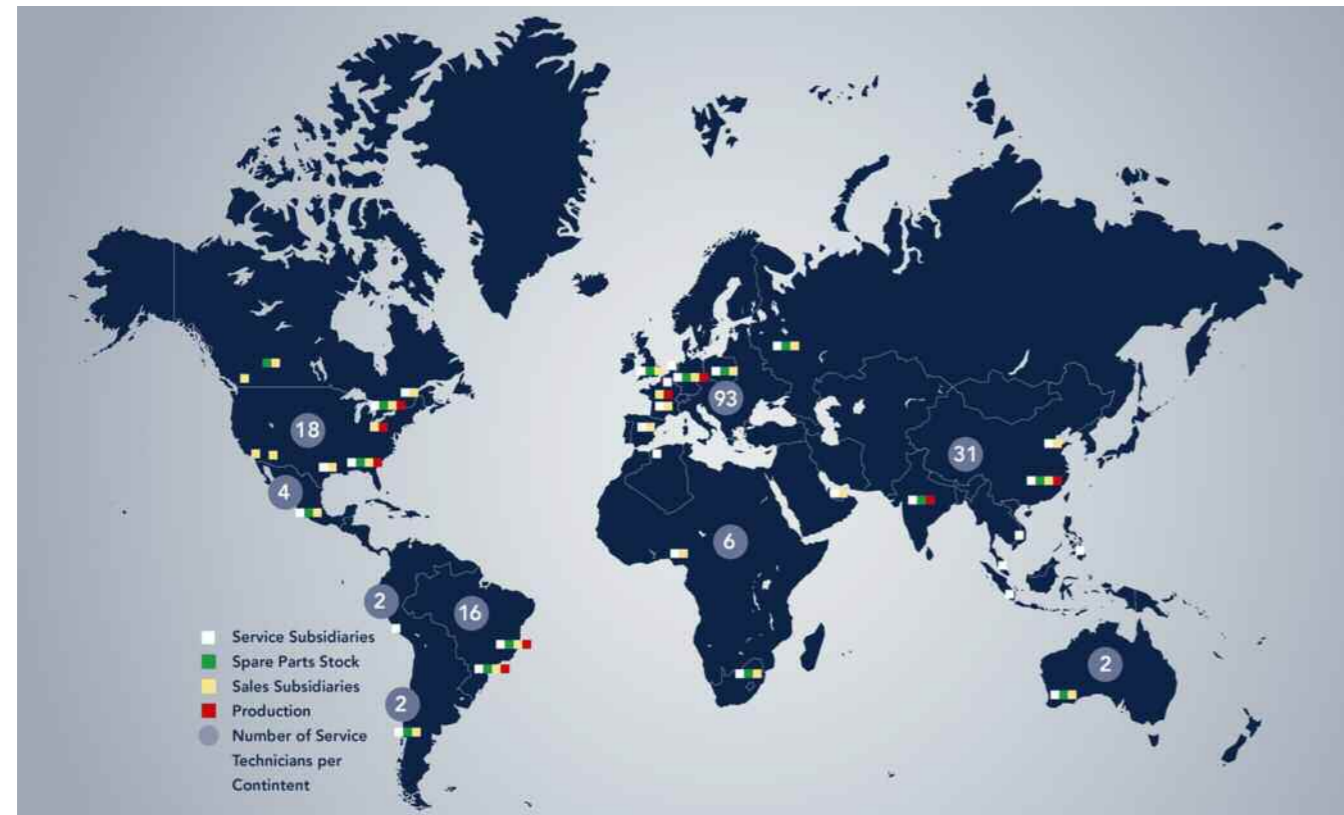 93
18
31
4
6
2
16
2
2
Service Subsidiaries
Spare Parts Stock
Sales Subsidiaries
Production
Number of Service
Technicians per
Contintent